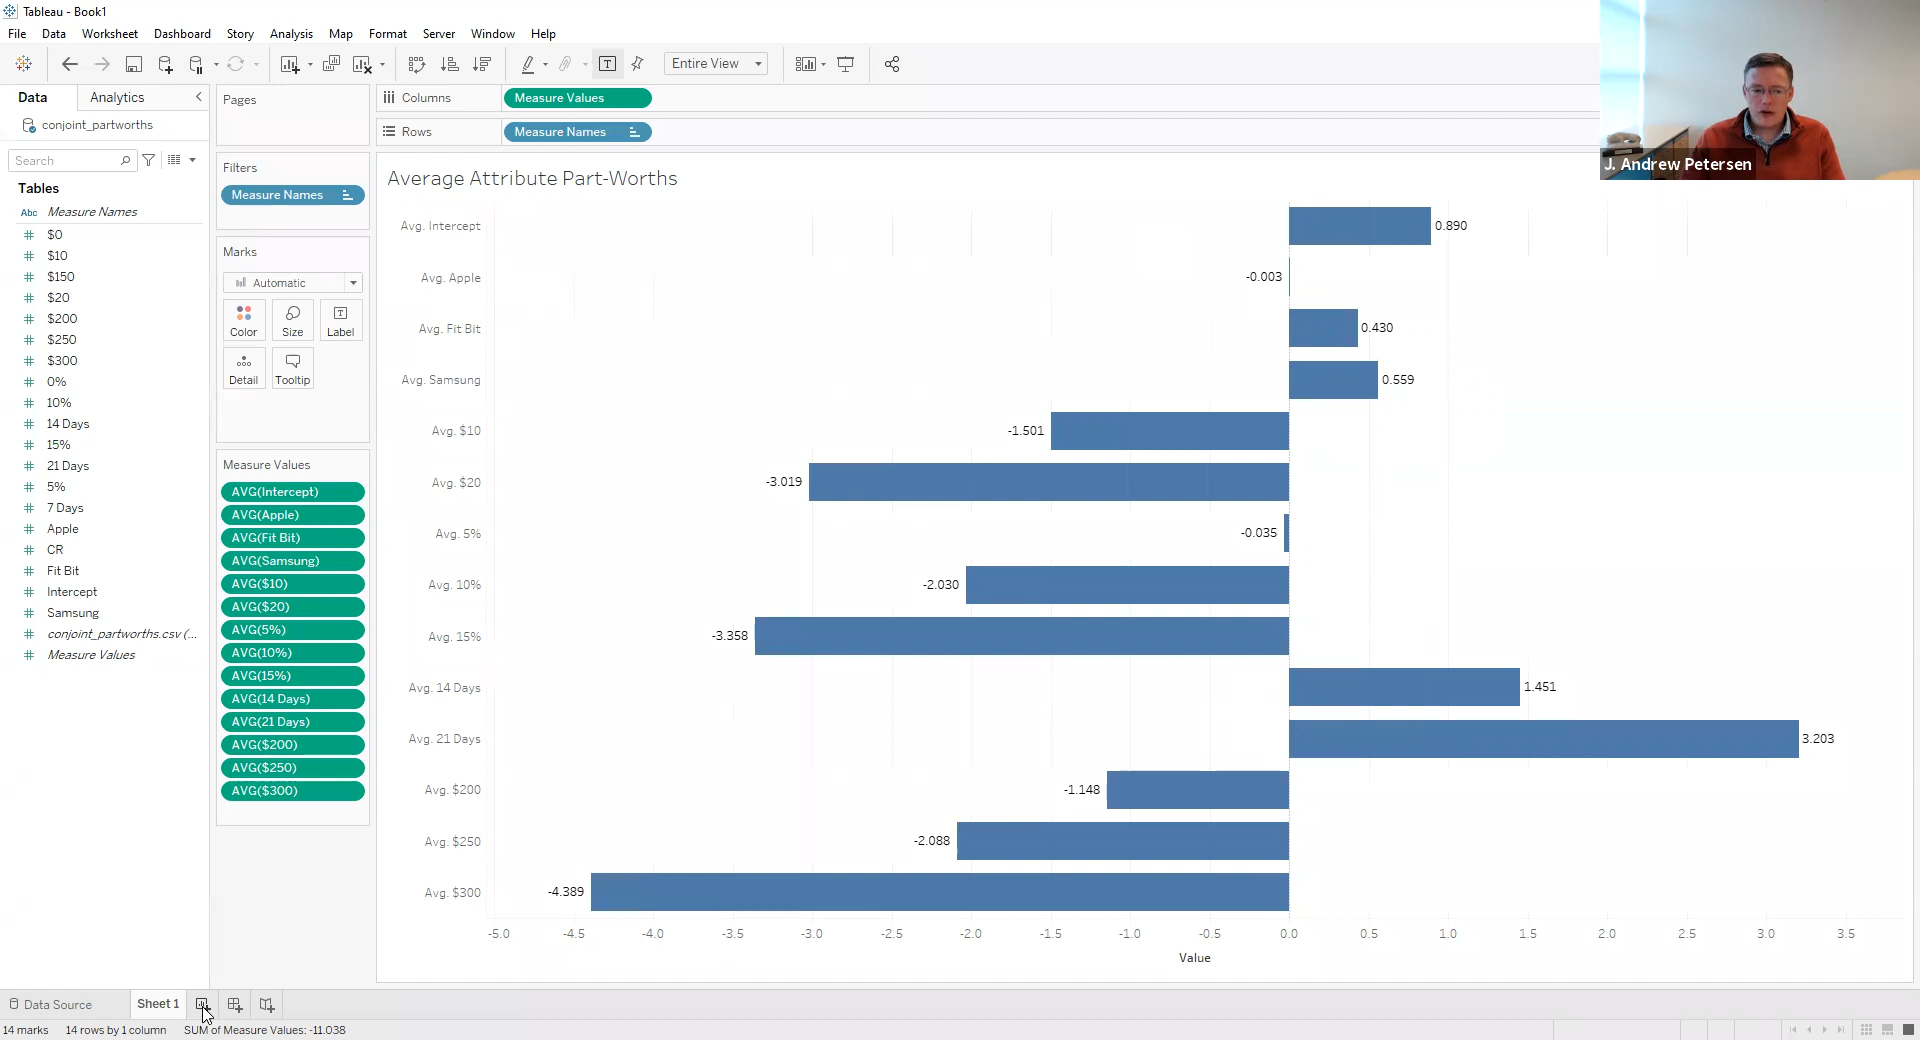 Tableau - Book1
File Data Worksheet Dashboard Story Analysis Map Format Server Window Help
Entire View
Data Analytics
conjoint_partworths
Search
Tables
Abc Measure Names
# $0
# $10
# $150
# $20
# $200
# $250
# $300
# 0%
# 10%
# 14 Days
# 15%
# 21 Days
# 5%
# 7 Days
# Apple
# CR
# Fit Bit
# Intercept
# Samsung
# conjoint_partworths.csv (...
# Measure Values
Pages
Filters
Measure Names
Marks
Automatic
Color Size Label
Detail Tooltip
Measure Values
AVG(Intercept)
AVG(Apple)
AVG(Fit Bit)
AVG(Samsung)
AVG($10)
AVG($20)
AVG(5%)
AVG(10%)
AVG(15%)
AVG(14 Days)
AVG(21 Days)
AVG($200)
AVG($250)
AVG($300)
Columns Measure Values
Rows Measure Names
J. Andrew Petersen
Average Attribute Part-Worths
Avg. Intercept 0.890
Avg. Apple -0.003
Avg. Fit Bit 0.430
Avg. Samsung 0.559
Avg. $10 -1.501
Avg. $20 -3.019
Avg. 5% -0.035
Avg. 10% -2.030
Avg. 15% -3.358
Avg. 14 Days 1.451
Avg. 21 Days 3.203
Avg. $200 -1.148
Avg. $250 -2.088
Avg. $300 -4.389
-5.0 -4.5 -4.0 -3.5 -3.0 -2.5 -2.0 -1.5 -1.0 -0.5 0.0 0.5 1.0 1.5 2.0 2.5 3.0 3.5
Value
Data Source Sheet 1
14 marks 14 rows by 1 column SUM of Measure Values: -11.038